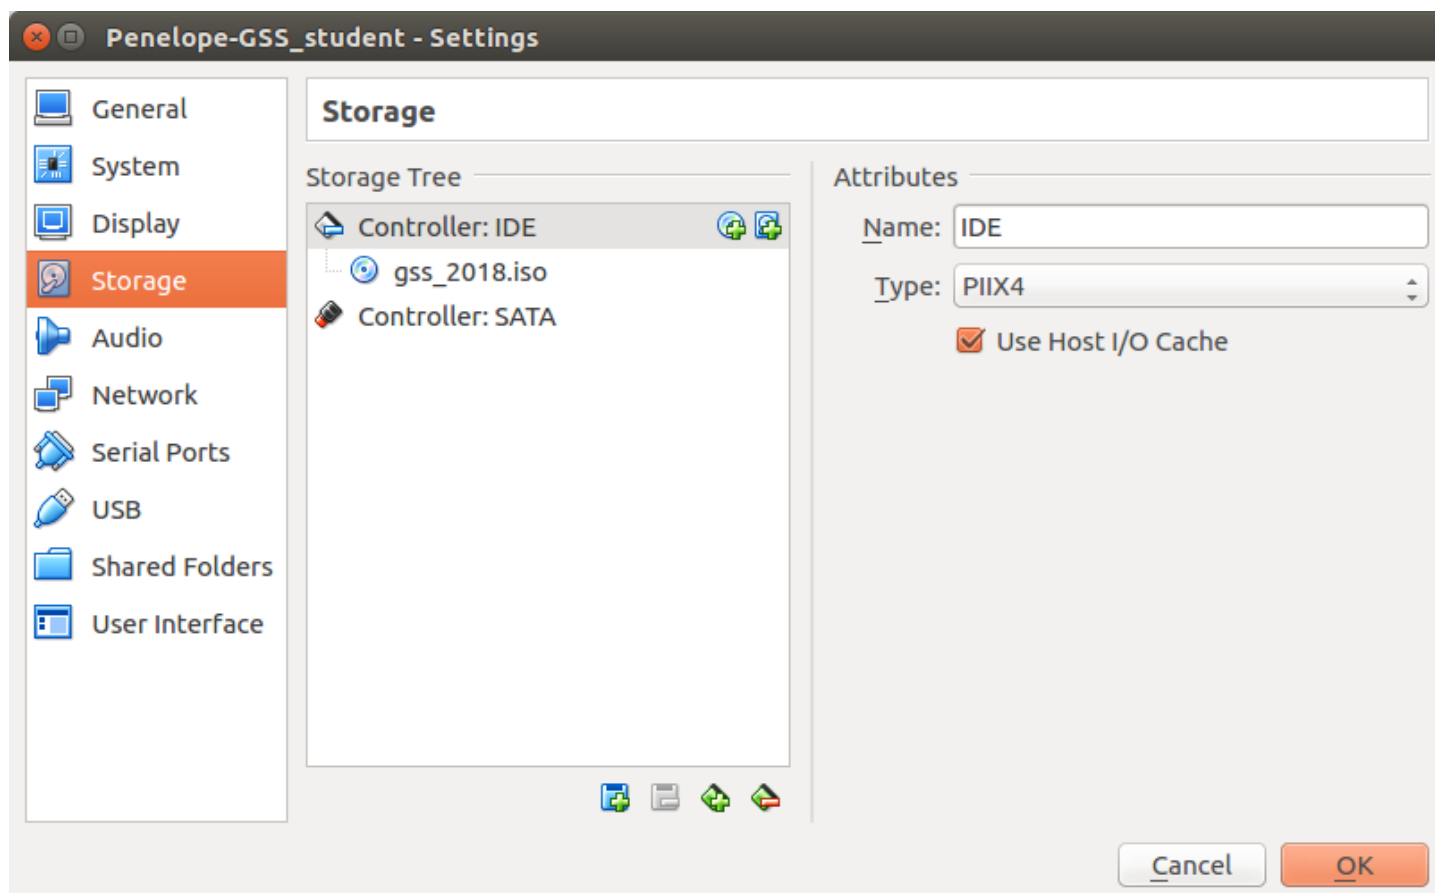 Penelope-GSS_student - Settings
General
System
Display
Storage
Audio
Network
Serial Ports
USB
Shared Folders
User Interface
Storage
Storage Tree
Controller: IDE
gss_2018.iso
Controller: SATA
Attributes
Name: IDE
Type: PIIX4
Use Host I/O Cache
Cancel
OK